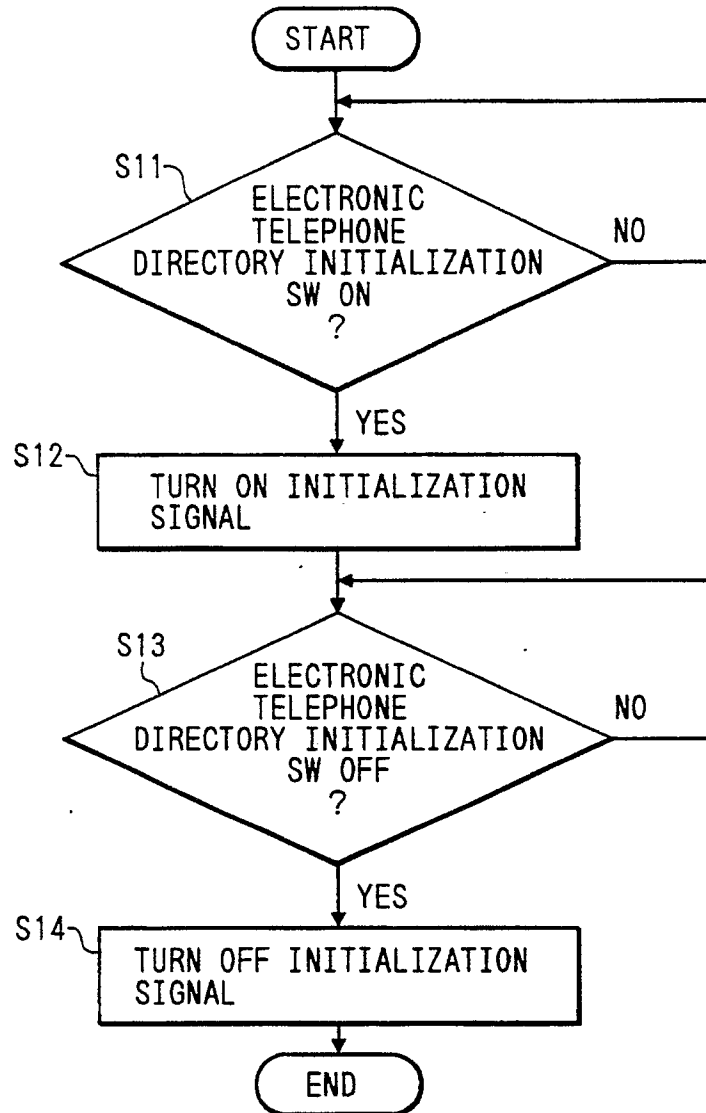 START
S11
ELECTRONIC
TELEPHONE
DIRECTORY INITIALIZATION
SW ON
?
NO
YES
S12
TURN ON INITIALIZATION
SIGNAL
S13
ELECTRONIC
TELEPHONE
DIRECTORY INITIALIZATION
SW OFF
?
NO
YES
S14
TURN OFF INITIALIZATION
SIGNAL
END